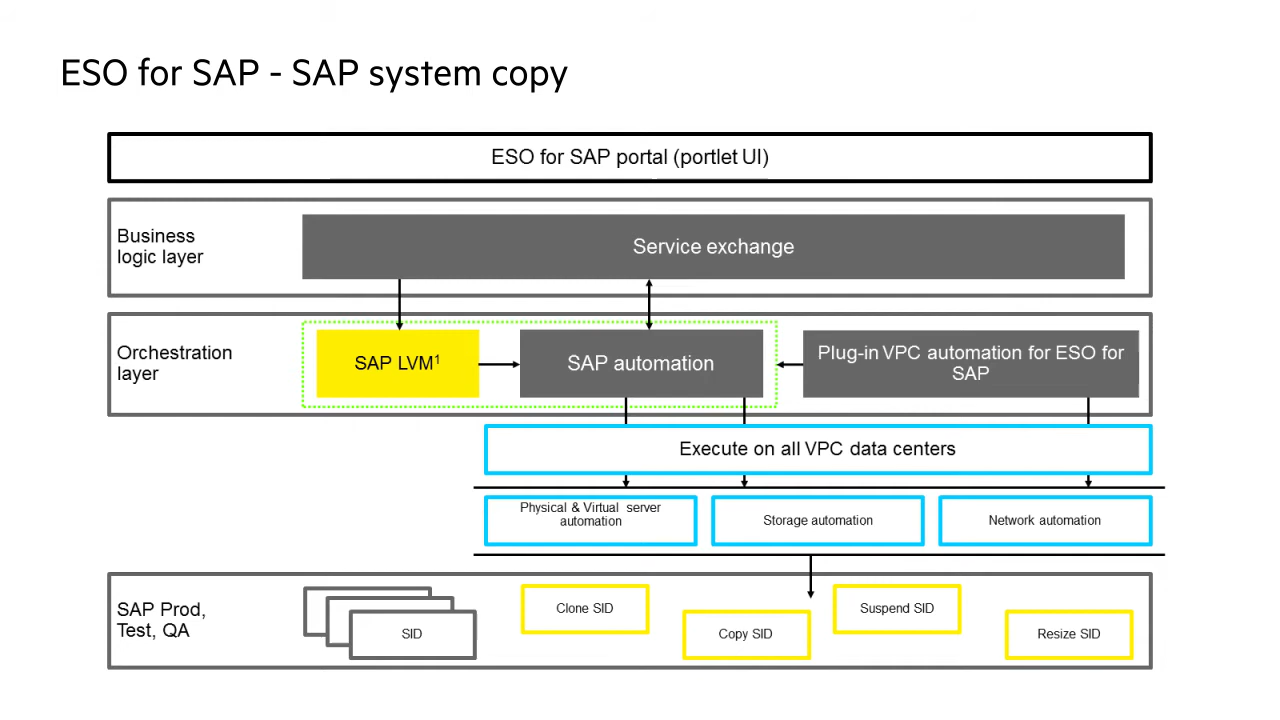 ESO for SAP - SAP system copy
ESO for SAP portal (portlet UI)
Business
logic layer
Service exchange
Orchestration
layer
SAP LVM¹
SAP automation
Plug-in VPC automation for ESO for
SAP
Execute on all VPC data centers
Physical & Virtual server
automation
Storage automation
Network automation
SAP Prod,
Test, QA
SID
Clone SID
Copy SID
Suspend SID
Resize SID